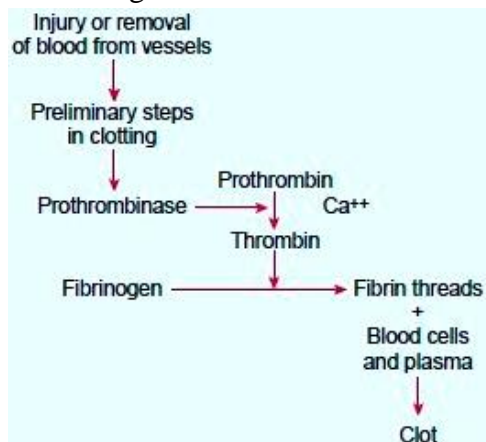 Injury or removal
of blood from vessels
Preliminary steps
in clotting
Prothrombin
Prothrombinase
Ca++
Thrombin
Fibrinogen
Fibrin threads
+
Blood cells
and plasma
Clot